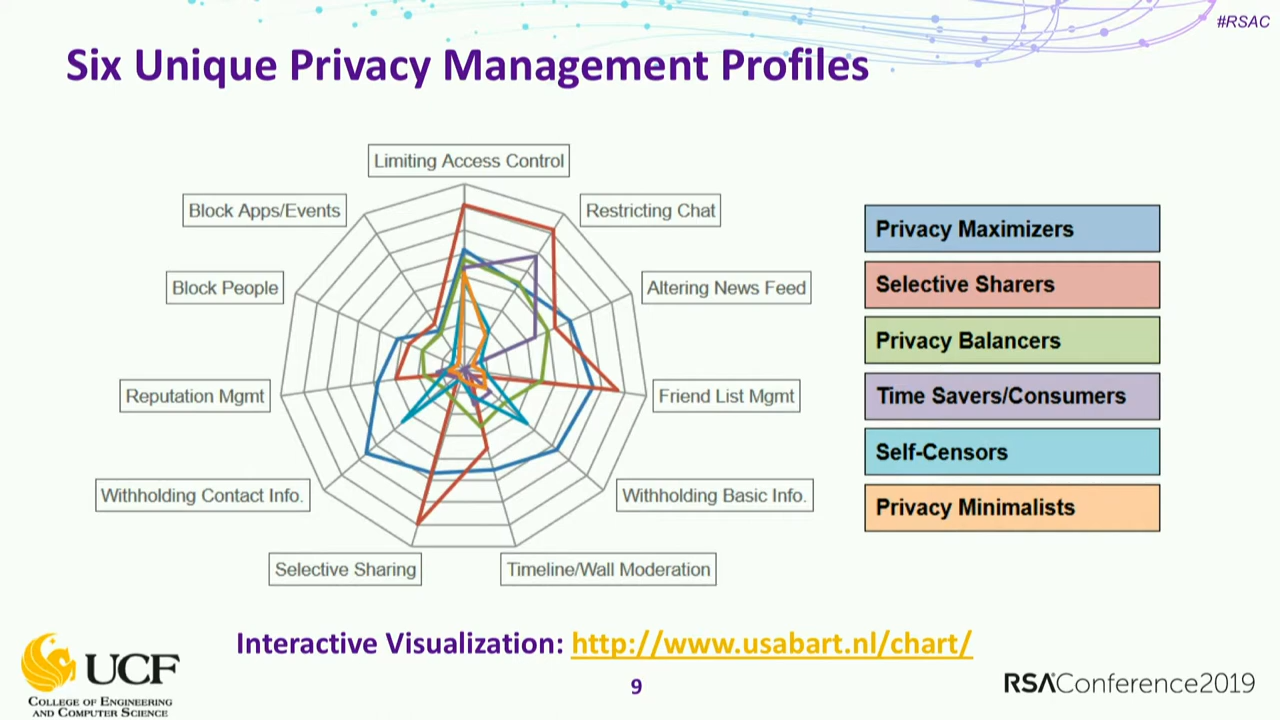 #RSAC
Six Unique Privacy Management Profiles
Limiting Access Control
Block Apps/Events
Restricting Chat
Block People
Altering News Feed
Reputation Mgmt
Friend List Mgmt
Withholding Contact Info.
Withholding Basic Info.
Selective Sharing
Timeline/Wall Moderation
Privacy Maximizers
Selective Sharers
Privacy Balancers
Time Savers/Consumers
Self-Censors
Privacy Minimalists
Interactive Visualization: http://www.usabart.nl/chart/
UCF
COLLEGE OF ENGINEERING
AND COMPUTER SCIENCE
9
RSAConference2019